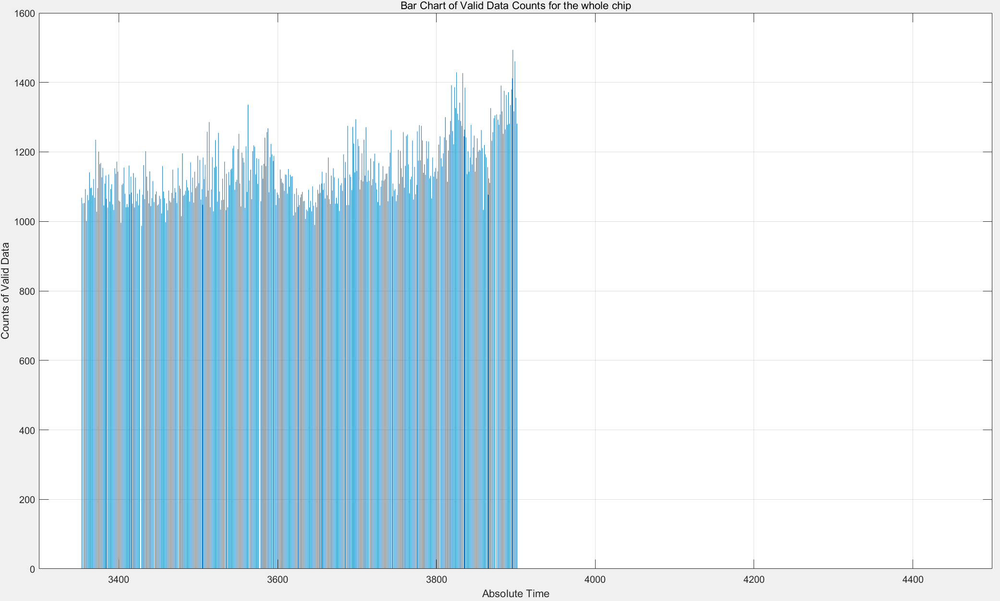 Bar Chart of Valid Data Counts for the whole chip
1600
1400
1200
1000
800
600
400
200
0
Counts of Valid Data
3400 3600 3800 4000 4200 4400
Absolute Time